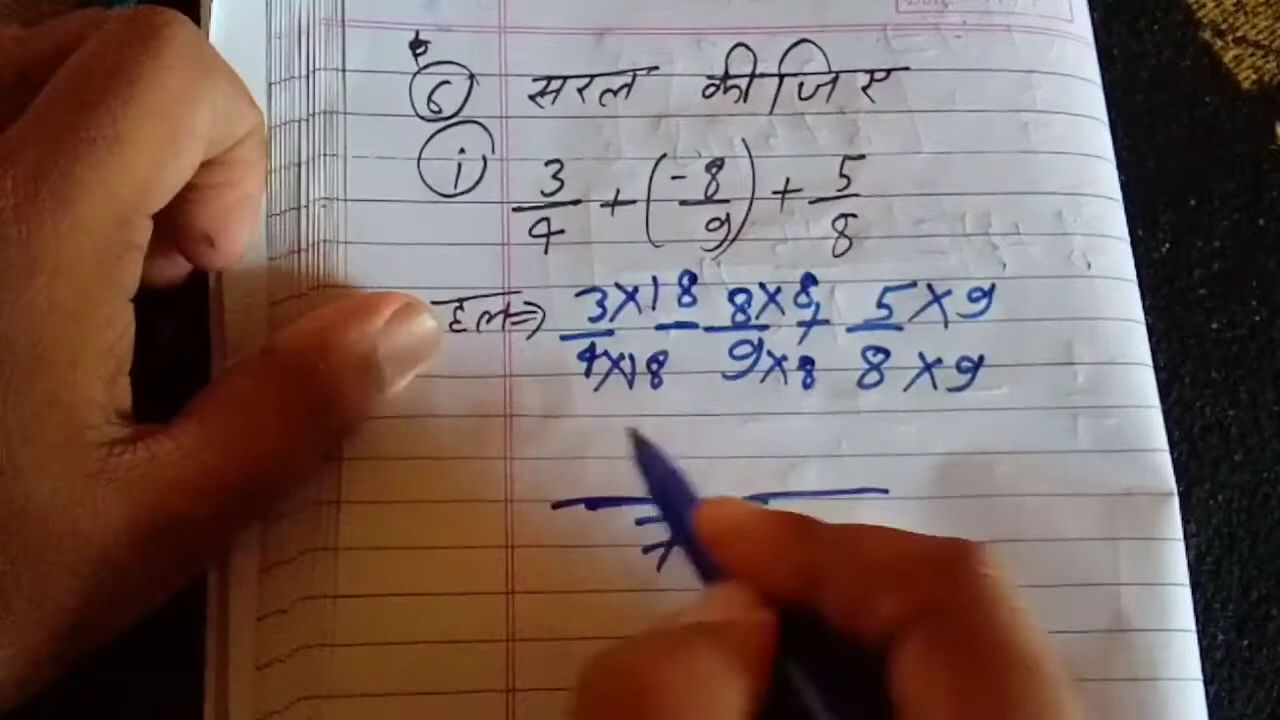 ६ सरल कीजिए
i 3/4 + (-8/9) + 5/8
हल⇒ 3×18/4×18 - 8×8/9×8 + 5×9/8×9